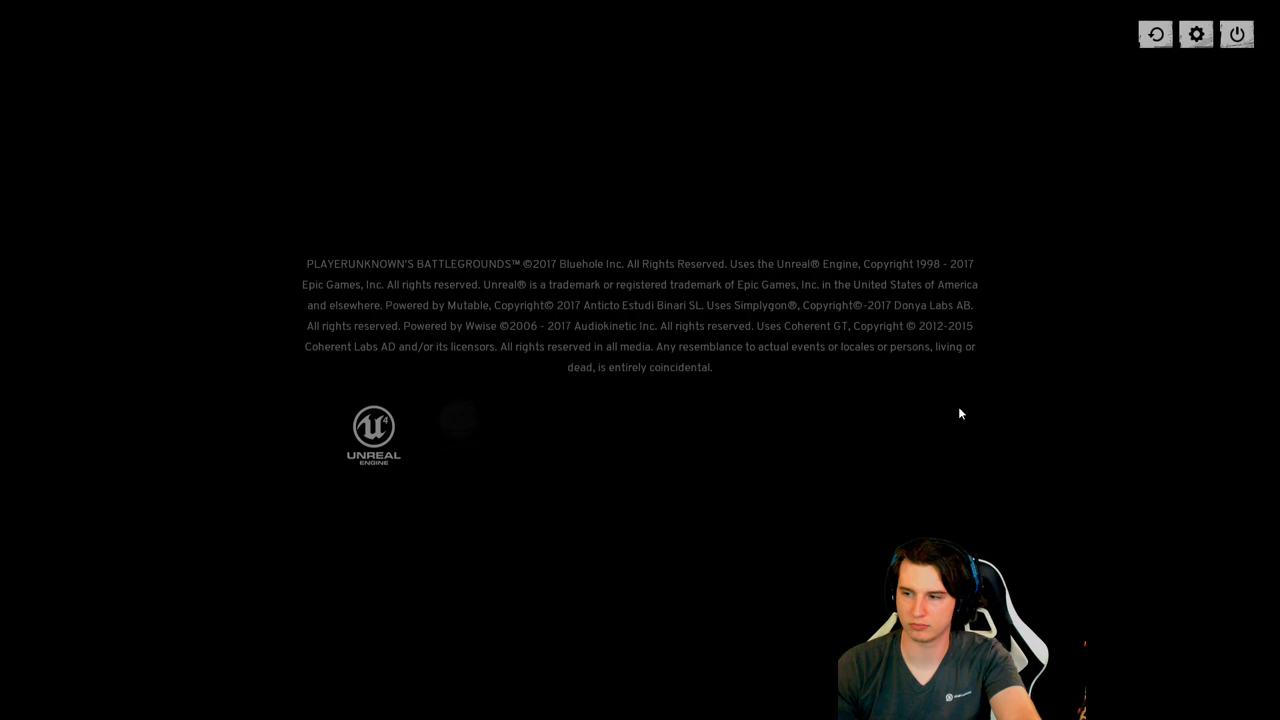 PLAYERUNKNOWN'S BATTLEGROUNDS™ ©2017 Bluehole Inc. All Rights Reserved. Uses the Unreal® Engine, Copyright 1998 - 2017
Epic Games, Inc. All rights reserved. Unreal® is a trademark or registered trademark of Epic Games, Inc. in the United States of America
and elsewhere. Powered by Mutable, Copyright© 2017 Anticto Estudi Binari SL. Uses Simplygon®, Copyright©-2017 Donya Labs AB.
All rights reserved. Powered by Wwise ©2006 - 2017 Audiokinetic Inc. All rights reserved. Uses Coherent GT, Copyright © 2012-2015
Coherent Labs AD and/or its licensors. All rights reserved in all media. Any resemblance to actual events or locales or persons, living or
dead, is entirely coincidental.
U 4
UNREAL
ENGINE